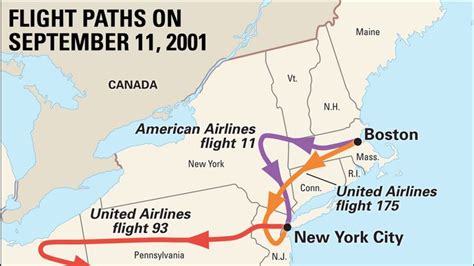 FLIGHT PATHS ON
SEPTEMBER 11, 2001
Maine
CANADA
Vt.
N.H.
American Airlines
flight 11
Boston
New York
Mass.
Conn.
R.I.
United Airlines
flight 175
United Airlines
flight 93
New York City
Pennsylvania
N.J.